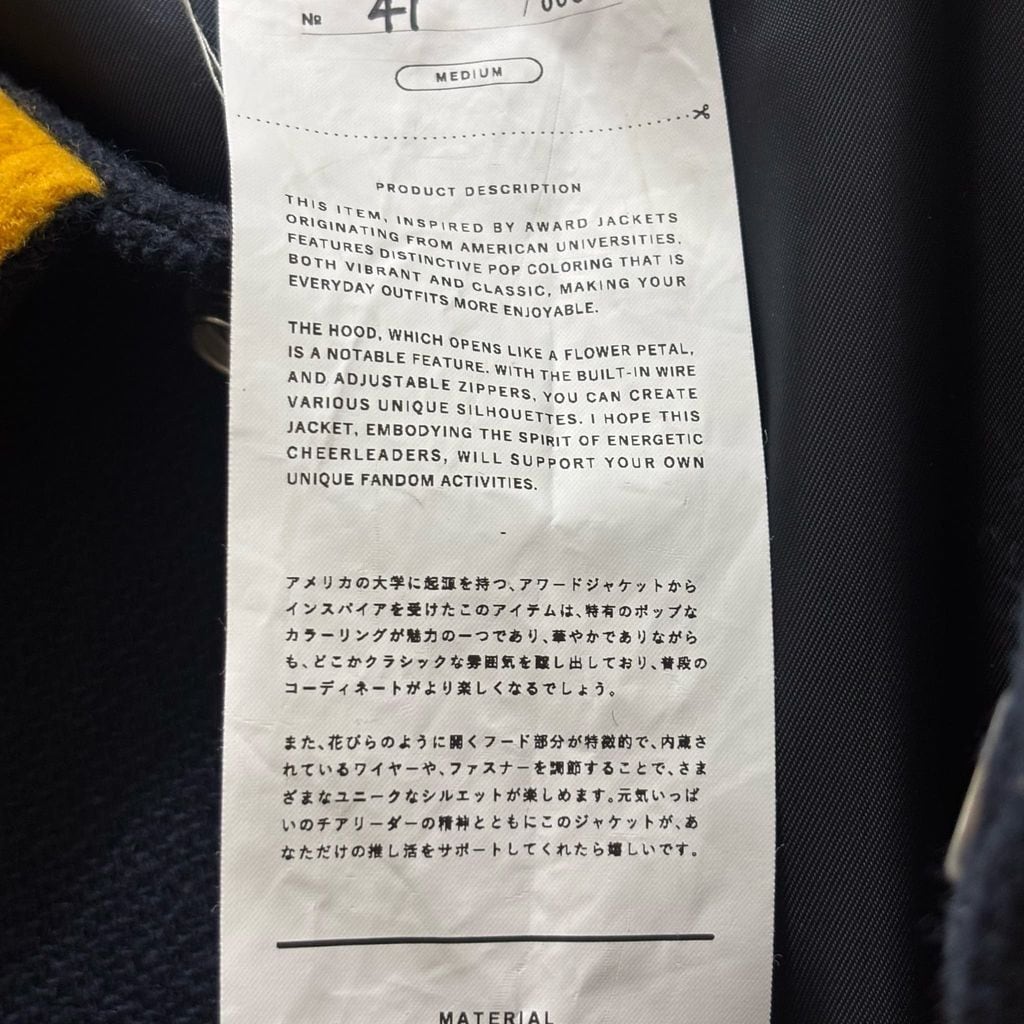 № 41
MEDIUM
PRODUCT DESCRIPTION
THIS ITEM, INSPIRED BY AWARD JACKETS
ORIGINATING FROM AMERICAN UNIVERSITIES,
FEATURES DISTINCTIVE POP COLORING THAT IS
BOTH VIBRANT AND CLASSIC, MAKING YOUR
EVERYDAY OUTFITS MORE ENJOYABLE.
THE HOOD, WHICH OPENS LIKE A FLOWER PETAL,
IS A NOTABLE FEATURE. WITH THE BUILT-IN WIRE
AND ADJUSTABLE ZIPPERS, YOU CAN CREATE
VARIOUS UNIQUE SILHOUETTES. I HOPE THIS
JACKET, EMBODYING THE SPIRIT OF ENERGETIC
CHEERLEADERS, WILL SUPPORT YOUR OWN
UNIQUE FANDOM ACTIVITIES.
-
アメリカの大学に起源を持つ、アワードジャケットから
インスパイアを受けたこのアイテムは、特有のポップな
カラーリングが魅力の一つであり、華やかでありながら
も、どこかクラシックな雰囲気を醸し出しており、普段の
コーディネートがより楽しくなるでしょう。
また、花びらのように開くフード部分が特徴的で、内蔵さ
れているワイヤーや、ファスナーを調節することで、さま
ざまなユニークなシルエットが楽しめます。元気いっぱ
いのチアリーダーの精神とともにこのジャケットが、あ
なただけの推し活をサポートしてくれたら嬉しいです。
MATERIAL